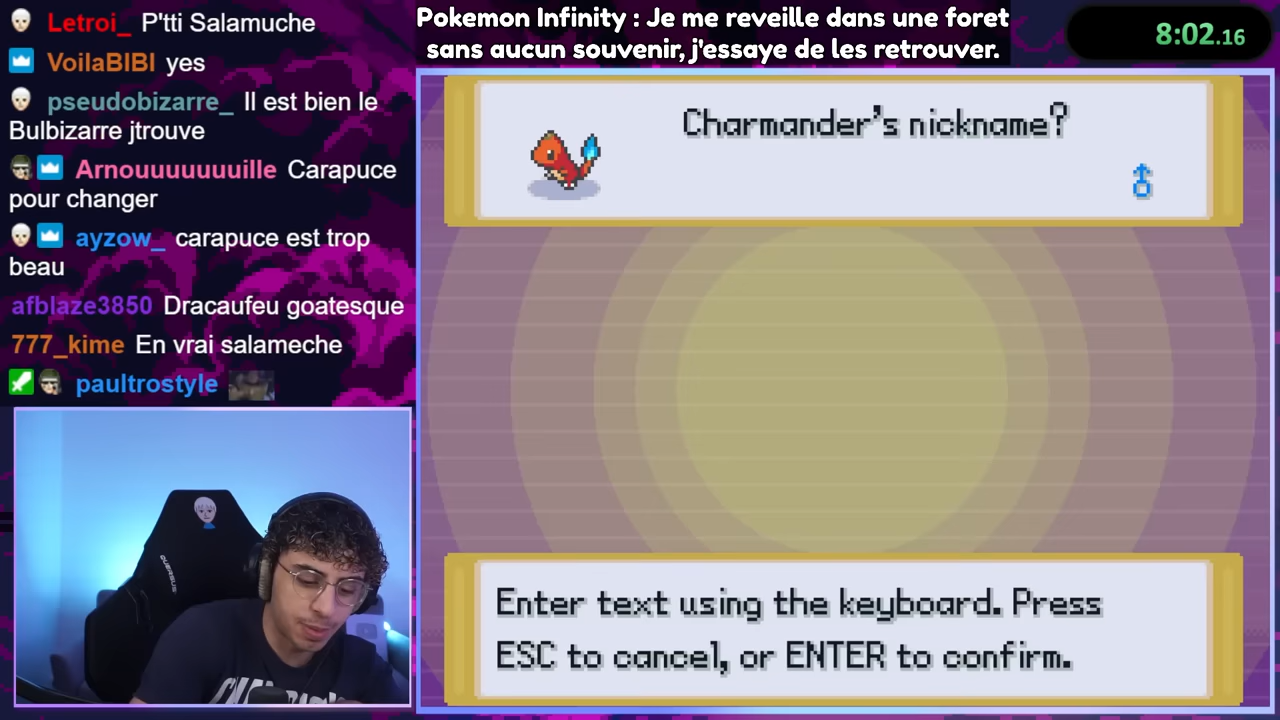 Letroi_ P'tti Salamuche
VoilaBIBI yes
pseudobizarre_ Il est bien le
Bulbizarre jtrouve
Arnouuuuuuuille Carapuce
pour changer
ayzow_ carapuce est trop
beau
afblaze3850 Dracaufeu goatesque
777_kime En vrai salameche
paultrostyle
Pokemon Infinity : Je me reveille dans une foret
sans aucun souvenir, j'essaye de les retrouver.
8:02.16
Charmander's nickname?
Enter text using the keyboard. Press
ESC to cancel, or ENTER to confirm.